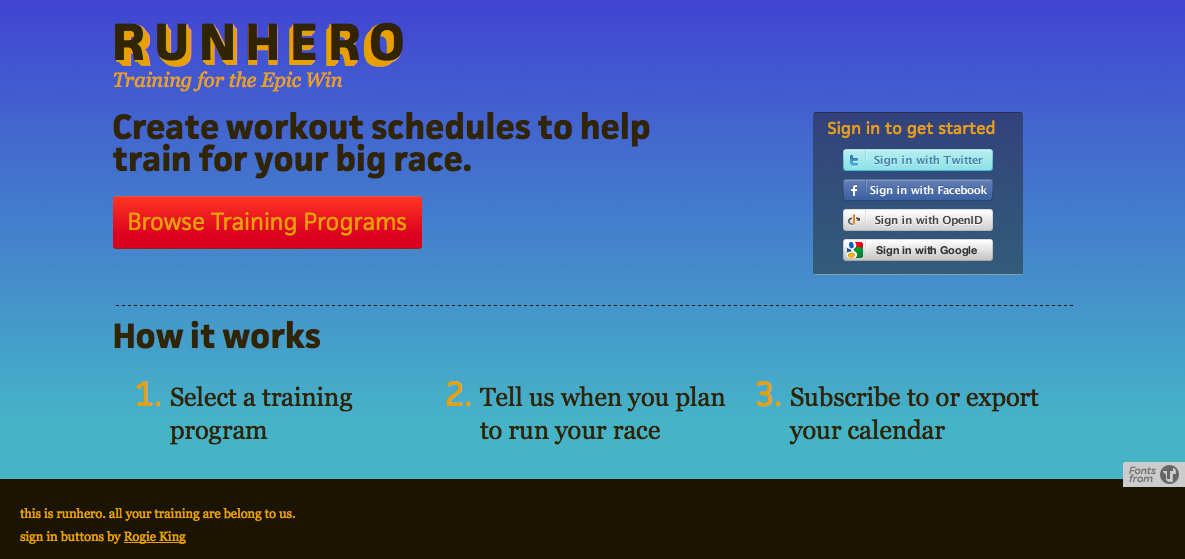 RUNHERO
Training for the Epic Win
Create workout schedules to help
train for your big race.
Browse Training Programs
Sign in to get started
Sign in with Twitter
Sign in with Facebook
Sign in with OpenID
Sign in with Google
How it works
1. Select a training
program
2. Tell us when you plan
to run your race
3. Subscribe to or export
your calendar
Fonts
from
this is runhero. all your training are belong to us.
sign in buttons by Rogie King